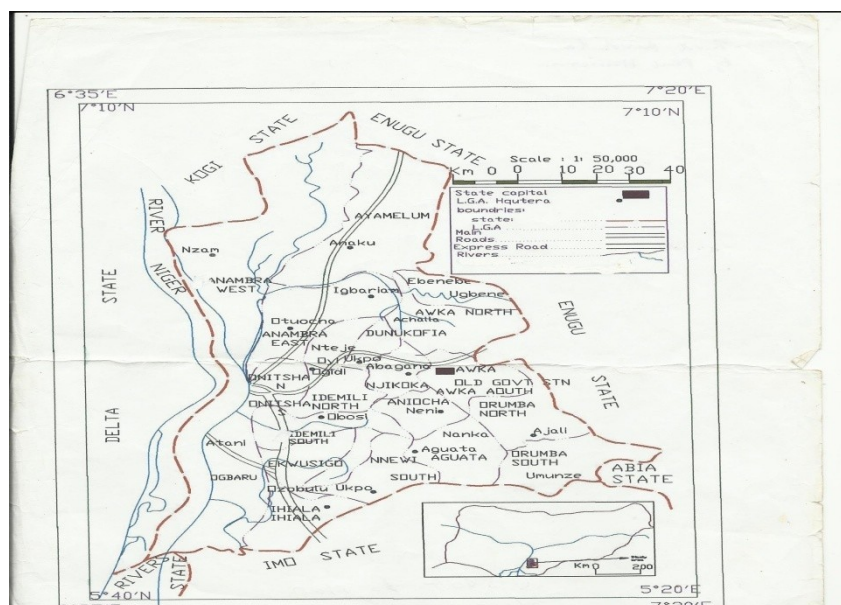 6°35'E
7°20'E
7°10'N
7°10'N
KOGI STATE
ENUGU STATE
Scale : 1: 50,000
Km 0 0 10 20 30 40
State capital
L.G.A. Hqutera
boundaries:
state:
L.G.A
Main
Roads
Express Road
Rivers
RIVER NIGER
AYAMELUM
Anaku
Nzam
ANAMBRA
WEST
Igbariam
Ebenebe
Ugbene
AWKA NORTH
Achalla
Otuocha
ANAMBRA
EAST
DUNUKOFIA
Nteje
Oyi
Ukpo
Ogidi
Abagano
AWKA
ONITSHA
N
NJIKOKA
OLD GOVT STN
AWKA AOUTH
ENUGU STATE
DELTA STATE
ONITSHA
S
IDEMILI
NORTH
ANIOCHA
Neni
ORUMBA
NORTH
Obosi
IDEMILI
SOUTH
Atani
Nanka
Ajali
Aguata
AGUATA
ORUMBA
SOUTH
EKWUSIGO
NNEWI
SOUTH
OGBARU
Ozobulu
Ukpo
Umunze
ABIA
STATE
IHIALA
IHIALA
IMO STATE
RIVERS
STATE
Km 0 200
5°40'N
5°20'E